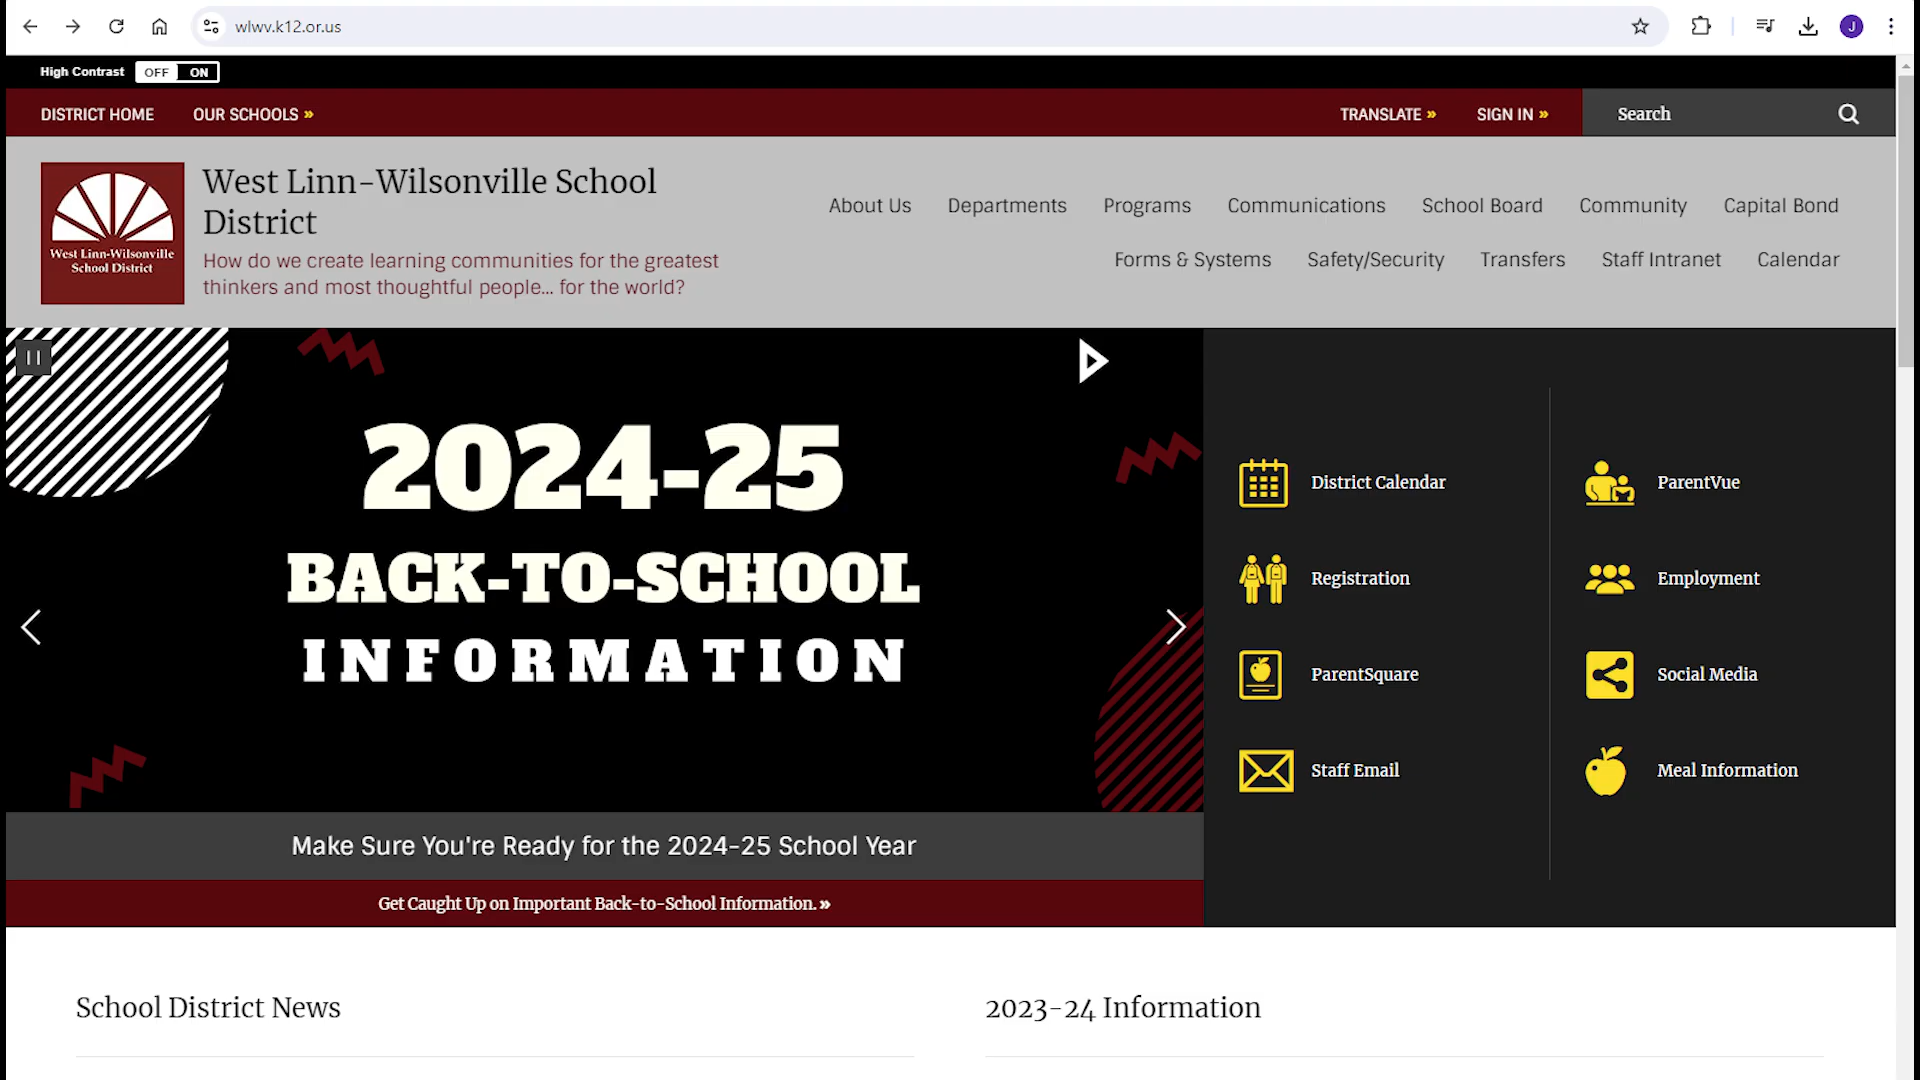 wlwv.k12.or.us
J
High Contrast OFF ON
DISTRICT HOME OUR SCHOOLS » TRANSLATE » SIGN IN » Search
West Linn-Wilsonville
School District
West Linn-Wilsonville School
District
How do we create learning communities for the greatest
thinkers and most thoughtful people... for the world?
About Us Departments Programs Communications School Board Community Capital Bond
Forms & Systems Safety/Security Transfers Staff Intranet Calendar
2024-25
BACK-TO-SCHOOL
INFORMATION
Make Sure You're Ready for the 2024-25 School Year
Get Caught Up on Important Back-to-School Information. »
District Calendar
Registration
ParentSquare
Staff Email
ParentVue
Employment
Social Media
Meal Information
School District News
2023-24 Information